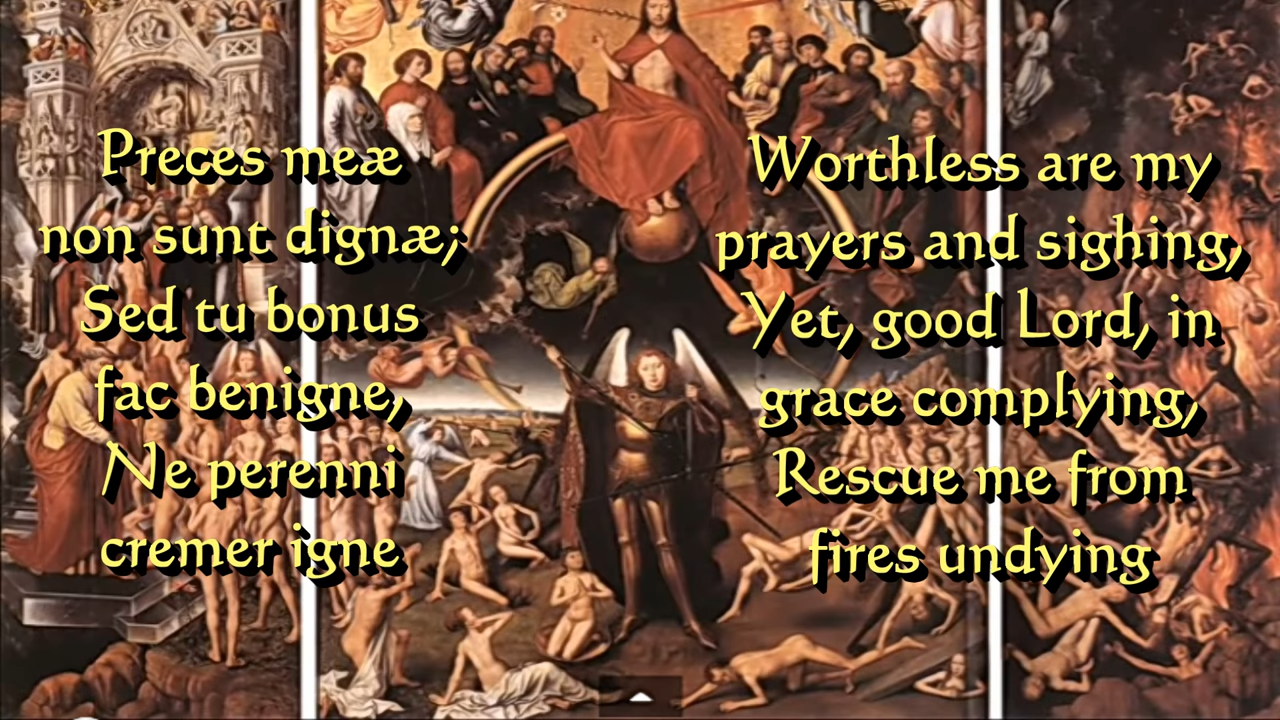 Preces meæ
non sunt dignæ;
Sed tu bonus
fac benigne,
Ne perenni
cremer igne
Worthless are my
prayers and sighing,
Yet, good Lord, in
grace complying,
Rescue me from
fires undying